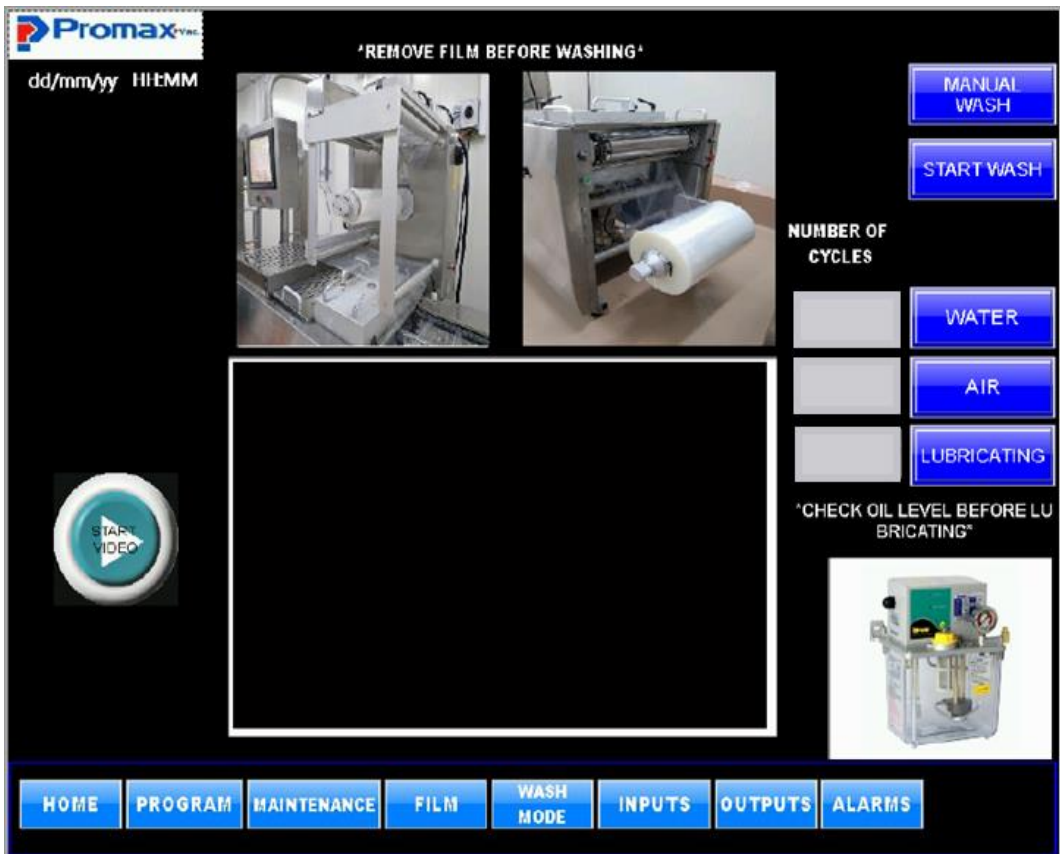 Promax
*REMOVE FILM BEFORE WASHING*
dd/mm/yy HH:MM
MANUAL
WASH
START WASH
NUMBER OF
CYCLES
WATER
AIR
LUBRICATING
*CHECK OIL LEVEL BEFORE LU
BRICATING*
START
VIDEO
HOME
PROGRAM
MAINTENANCE
FILM
WASH
MODE
INPUTS
OUTPUTS
ALARMS